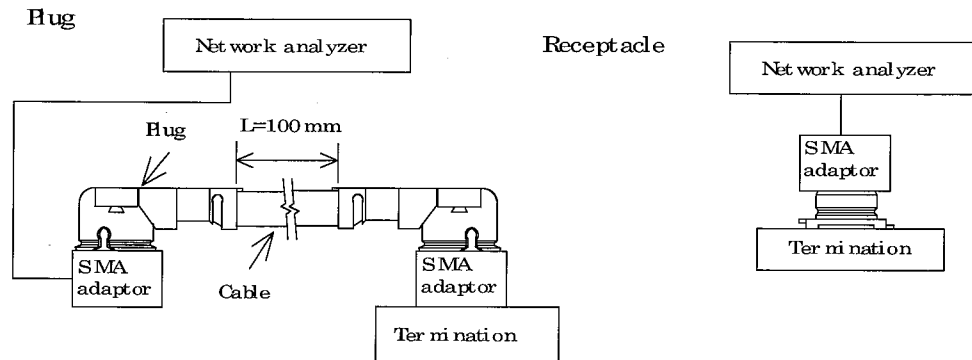 Plug
Network analyzer
Plug
L=100 mm
SMA
adaptor
Cable
SMA
adaptor
Termination
Receptacle
Network analyzer
SMA
adaptor
Termination